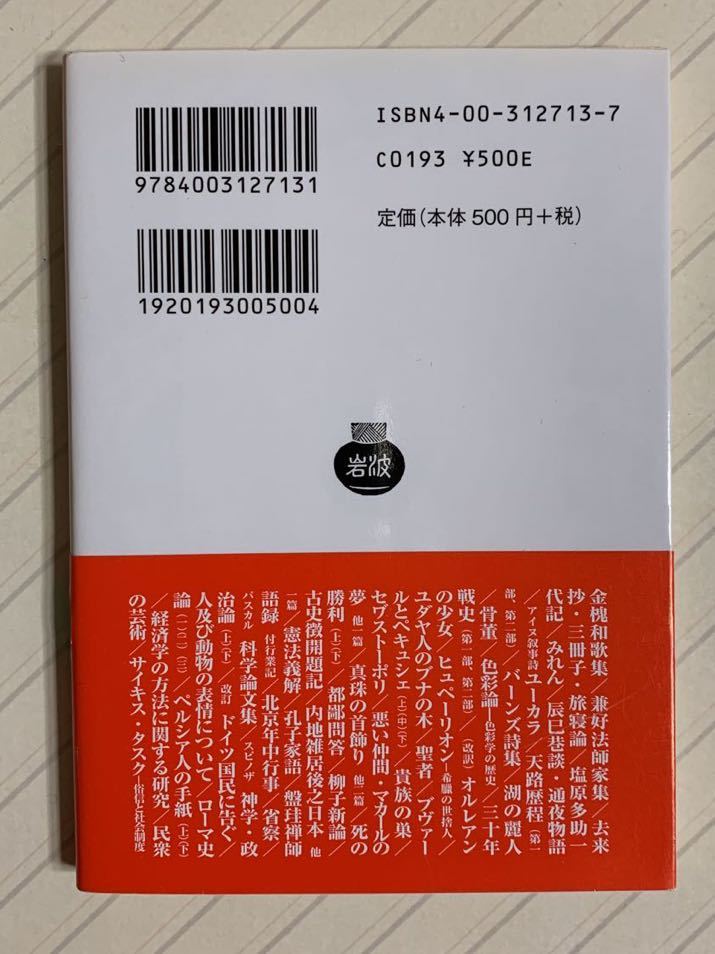 9784003127131
1920193005004
ISBN4-00-312713-7
C0193 ¥500E
定価(本体500円+税)
岩波
金槐和歌集/兼好法師家集/去来
抄・三冊子・旅寝論/塩原多助一
代記/みれん/辰巳巷談・通夜物語
/アイヌ叙事詩ユーカラ/天路歴程(第一
部 第二部)/バーンズ詩集/湖の麗人
/骨董/色彩論―色彩学の歴史/三十年
戦史(第一部 第二部)/(改訳)オルレアン
の少女/ヒュペーリオン―希臘の世捨人/
ユダヤ人のブナの木/聖者/ブヴァー
ルとペキュシェ(上)(中)(下)/貴族の巣/
セヴストーポリ/悪い仲間・マカールの
夢 他一篇/真珠の首飾り 他二篇/死の
勝利(上)(下)/都鄙問答/柳子新論/
古史徴開題記/内地雑居後之日本 他
一篇/憲法義解/孔子家語/盤珪禅師
語録 付行業記/北京年中行事/省察/
パスカル 科学論文集/スピノザ 神学・政
治論(上)(下)/改訂 ドイツ国民に告ぐ/
人及び動物の表情について/ローマ史
論(一)(二)(三)/ペルシア人の手紙(上)(下)
/経済学の方法に関する研究/民衆
の芸術/サイキス・タスク―俗信と社会制度